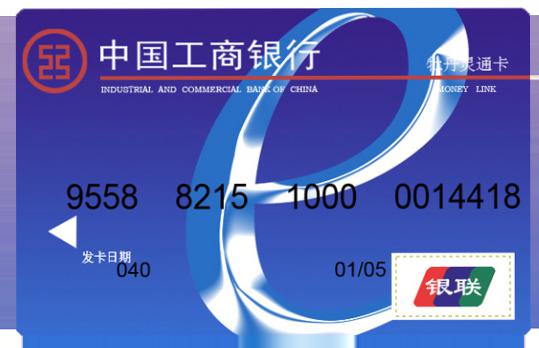 中国工商银行
INDUSTRIAL AND COMMERCIAL BANK OF CHINA
牡丹灵通卡
MONEY LINK
9558 8215 1000 0014418
发卡日期
040 01/05
银联